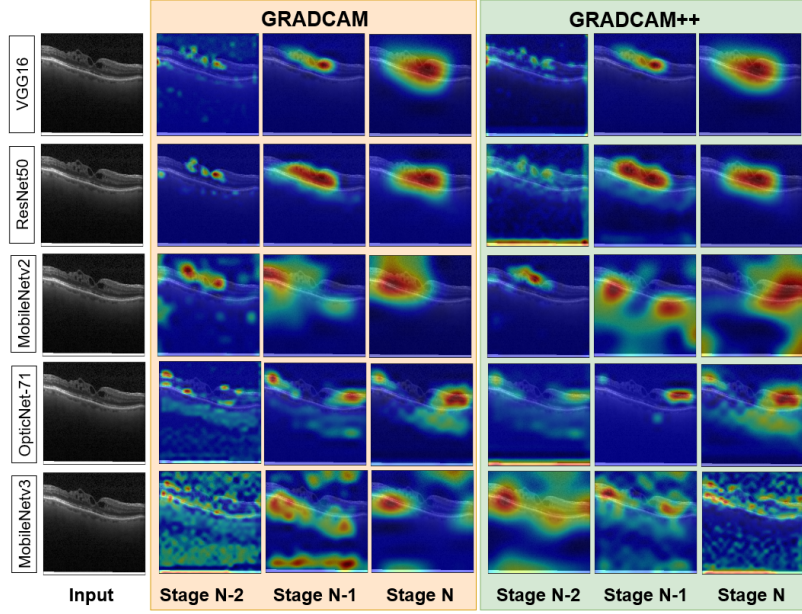 GRADCAM
GRADCAM++
VGG16
ResNet50
MobileNetv2
OpticNet-71
MobileNetv3
Input
Stage N-2
Stage N-1
Stage N
Stage N-2
Stage N-1
Stage N